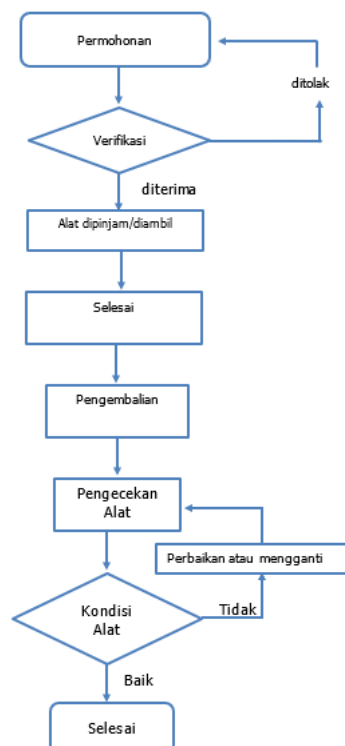 Permohonan
ditolak
Verifikasi
diterima
Alat dipinjam/diambil
Selesai
Pengembalian
Pengecekan
Alat
Perbaikan atau mengganti
Kondisi
Alat
Tidak
Baik
Selesai